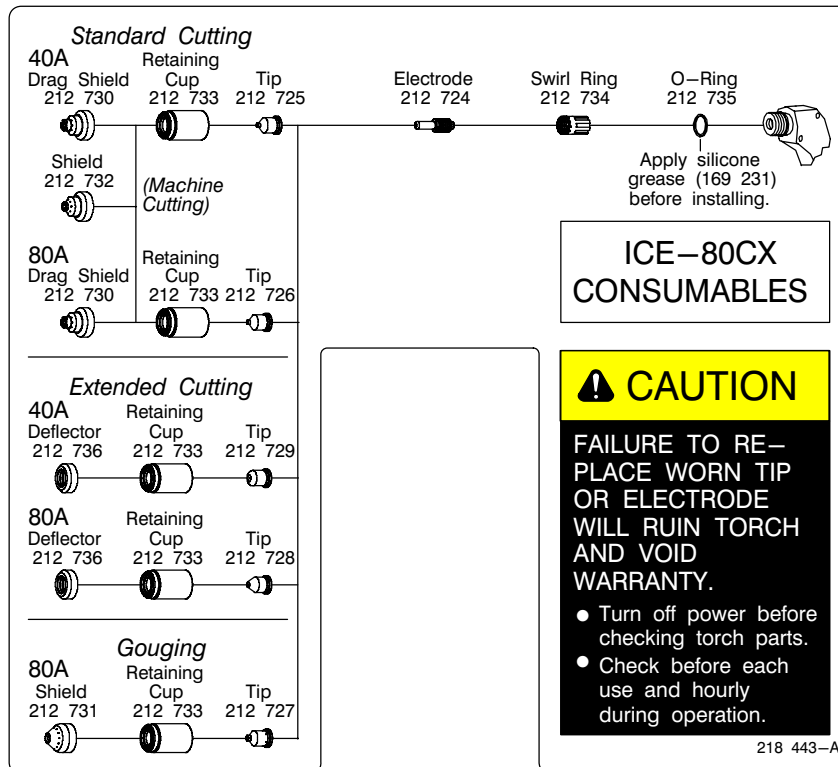 Standard Cutting
40A
Drag Shield
212 730
Retaining
Cup
212 733
Tip
212 725
Electrode
212 724
Swirl Ring
212 734
O–Ring
212 735
Apply silicone
grease (169 231)
before installing.
Shield
212 732
(Machine
Cutting)
80A
Drag Shield
212 730
Retaining
Cup
212 733
Tip
212 726
Extended Cutting
40A
Deflector
212 736
Retaining
Cup
212 733
Tip
212 729
80A
Deflector
212 736
Retaining
Cup
212 733
Tip
212 728
Gouging
80A
Shield
212 731
Retaining
Cup
212 733
Tip
212 727
ICE–80CX
CONSUMABLES
CAUTION
FAILURE TO RE–
PLACE WORN TIP
OR ELECTRODE
WILL RUIN TORCH
AND VOID
WARRANTY.
● Turn off power before
checking torch parts.
● Check before each
use and hourly
during operation.
218 443–A